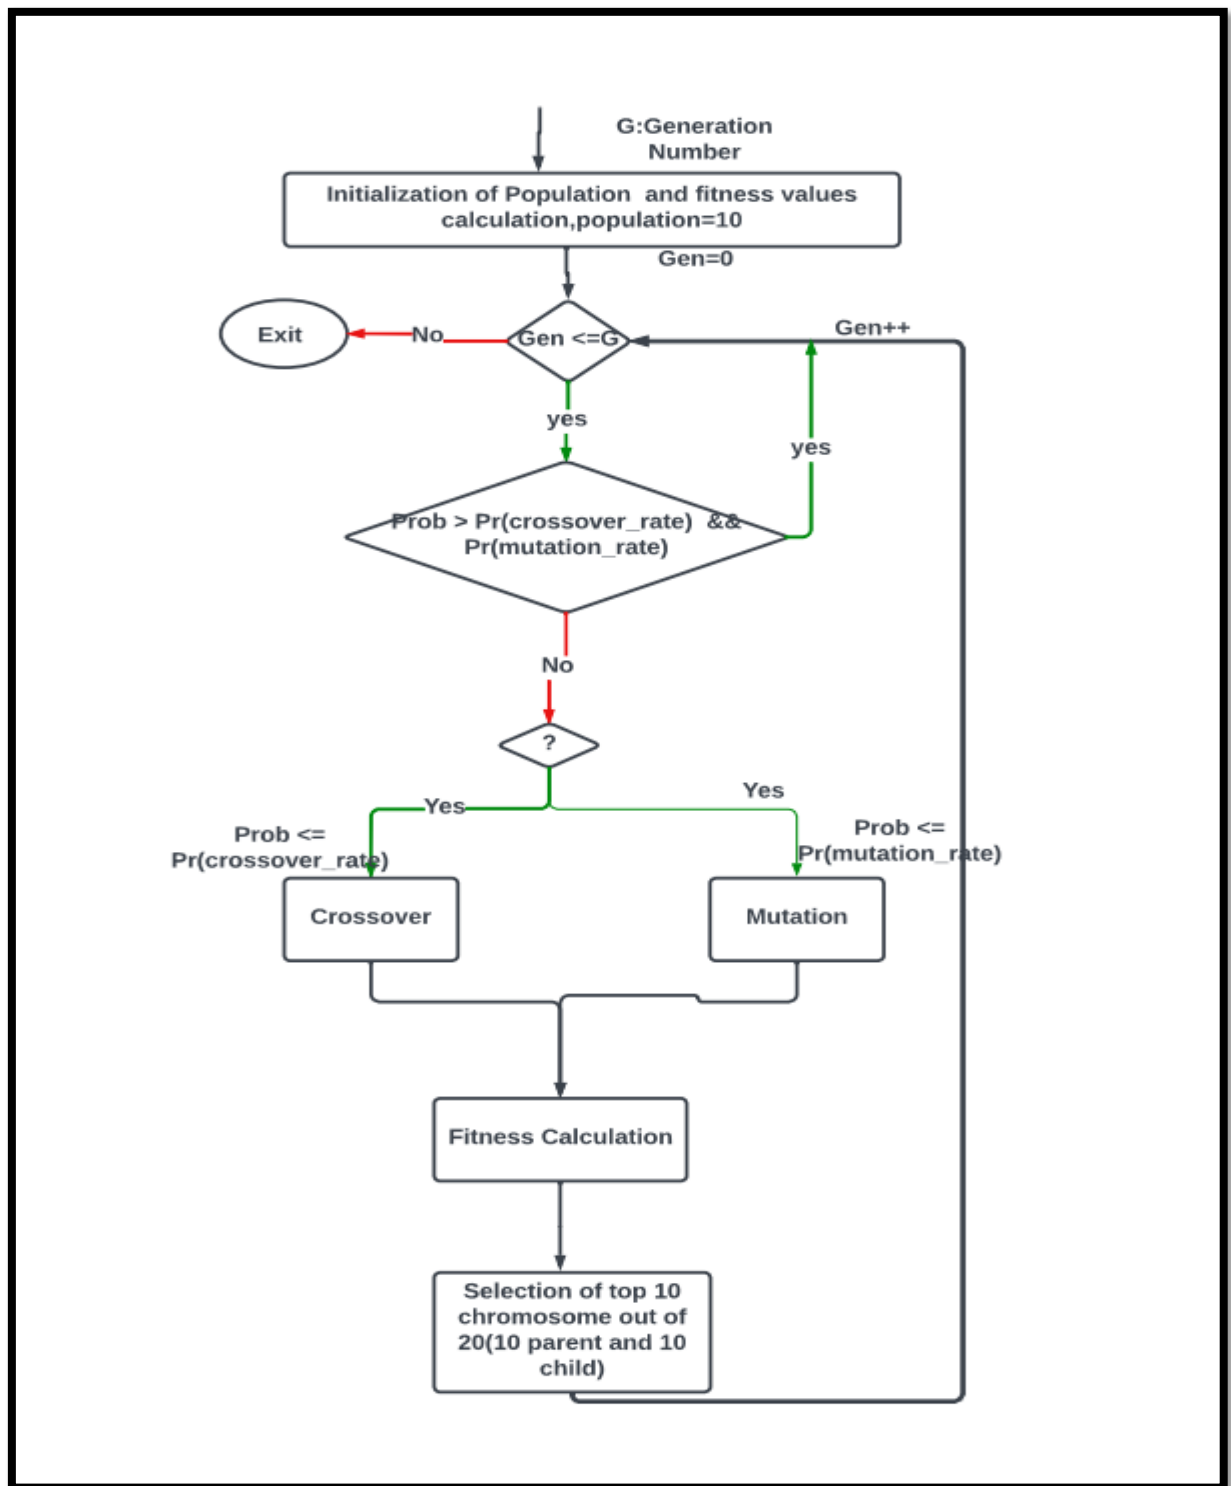 G:Generation
Number
Initialization of Population and fitness values
calculation,population=10
Gen=0
Exit
No
Gen <=G
Gen++
yes
yes
Prob > Pr(crossover_rate) &&
Pr(mutation_rate)
No
?
Yes
Yes
Prob <=
Pr(crossover_rate)
Prob <=
Pr(mutation_rate)
Crossover
Mutation
Fitness Calculation
Selection of top 10
chromosome out of
20(10 parent and 10
child)